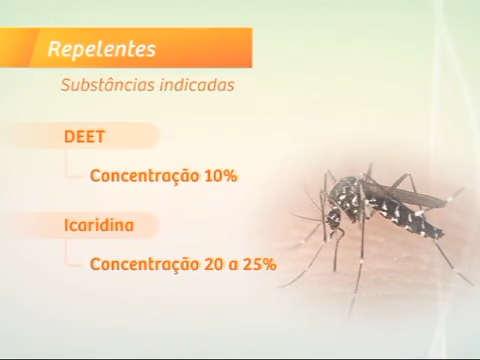 Repelentes
Substâncias indicadas
DEET
Concentração 10%
Icaridina
Concentração 20 a 25%